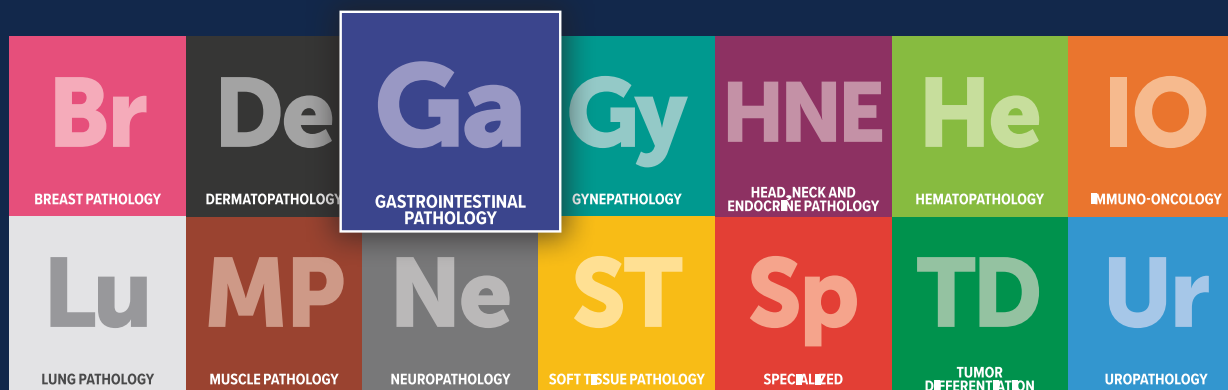 Br
BREAST PATHOLOGY
De
DERMATOPATHOLOGY
Ga
GASTROINTESTINAL
PATHOLOGY
Gy
GYNEPATHOLOGY
HNE
HEAD, NECK AND
ENDOCRINE PATHOLOGY
He
HEMATOPATHOLOGY
IO
IMMUNO-ONCOLOGY
Lu
LUNG PATHOLOGY
MP
MUSCLE PATHOLOGY
Ne
NEUROPATHOLOGY
ST
SOFT TISSUE PATHOLOGY
Sp
SPECIALIZED
TD
TUMOR
DIFFERENTIATION
Ur
UROPATHOLOGY